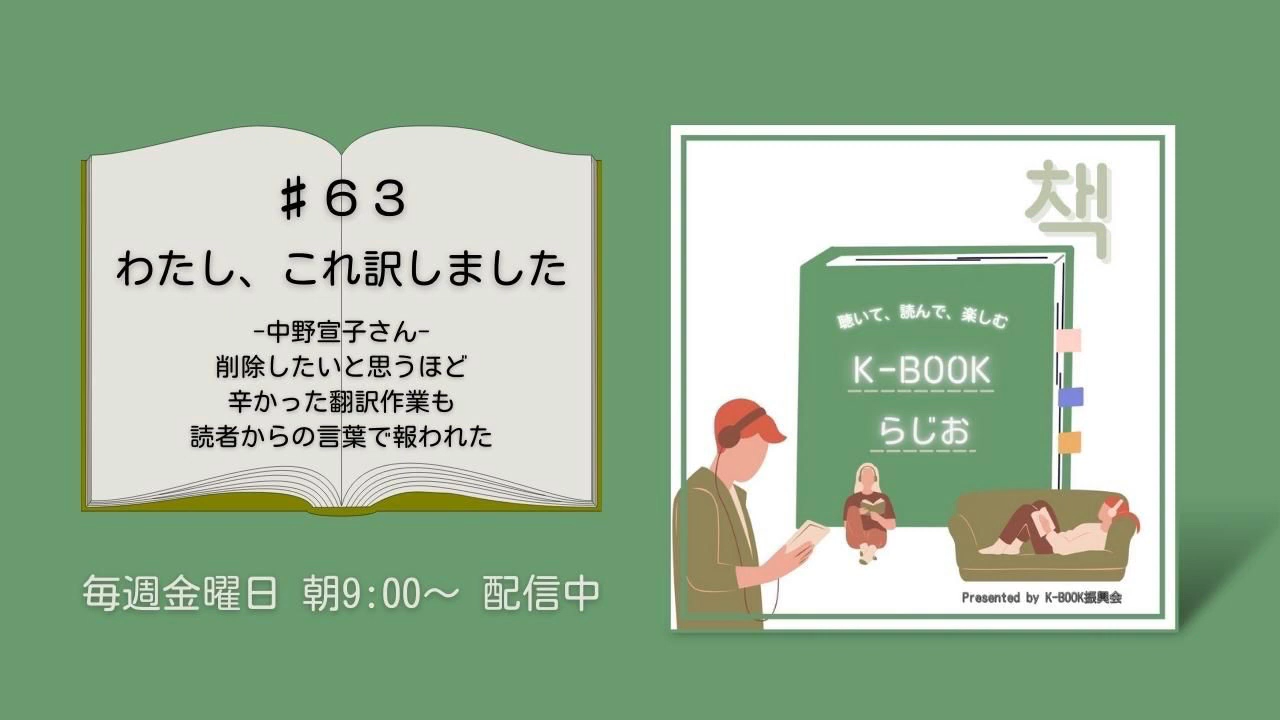 ♯６３
わたし、これ訳しました
-中野宣子さん-
削除したいと思うほど
辛かった翻訳作業も
読者からの言葉で報われた
毎週金曜日 朝9:00〜 配信中
책
聴いて、読んで、楽しむ
K-BOOK
らじお
Presented by K-BOOK振興会